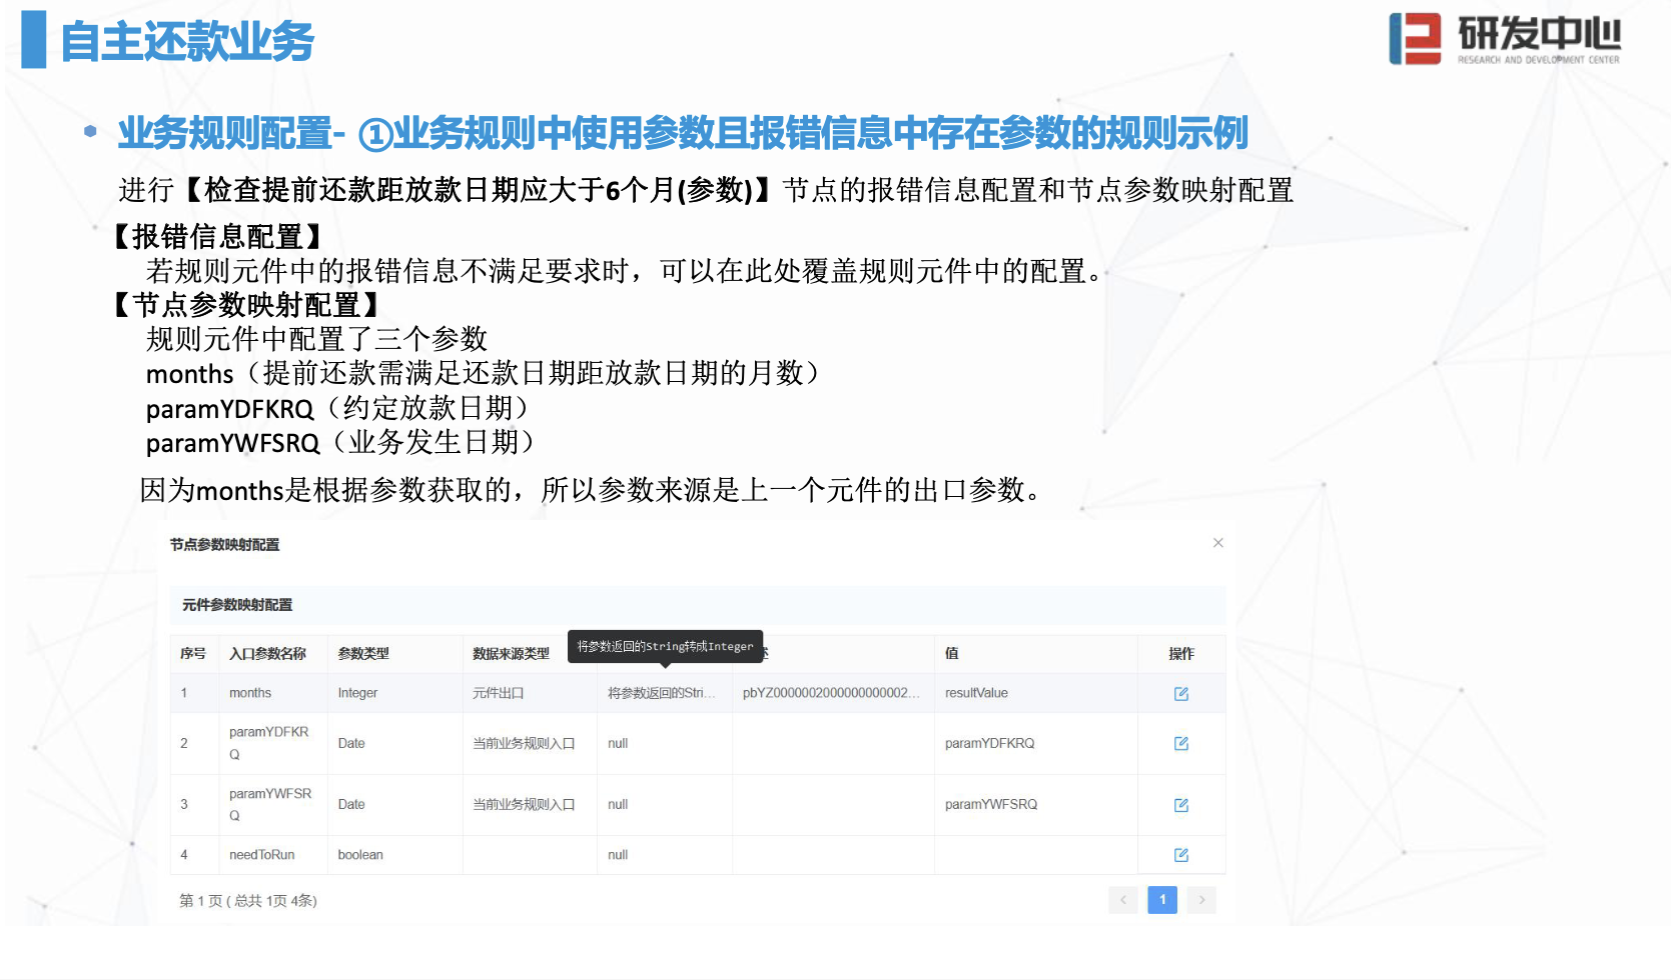 自主还款业务
研发中心
RESEARCH AND DEVELOPMENT CENTER
业务规则配置- ①业务规则中使用参数且报错信息中存在参数的规则示例
进行【检查提前还款距放款日期应大于6个月(参数)】节点的报错信息配置和节点参数映射配置
【报错信息配置】
若规则元件中的报错信息不满足要求时，可以在此处覆盖规则元件中的配置。
【节点参数映射配置】
规则元件中配置了三个参数
months（提前还款需满足还款日期距放款日期的月数）
paramYDFKRQ（约定放款日期）
paramYWFSRQ（业务发生日期）
因为months是根据参数获取的，所以参数来源是上一个元件的出口参数。
节点参数映射配置
元件参数映射配置
将参数返回的String转成Integer
序号 入口参数名称 参数类型 数据来源类型 值 操作
1 months Integer 元件出口 将参数返回的Stri... pbYZ0000002000000000002... resultValue
2 paramYDFKR
Q Date 当前业务规则入口 null paramYDFKRQ
3 paramYWFSR
Q Date 当前业务规则入口 null paramYWFSRQ
4 needToRun boolean null
第 1 页 ( 总共 1页 4条)
< 1 >